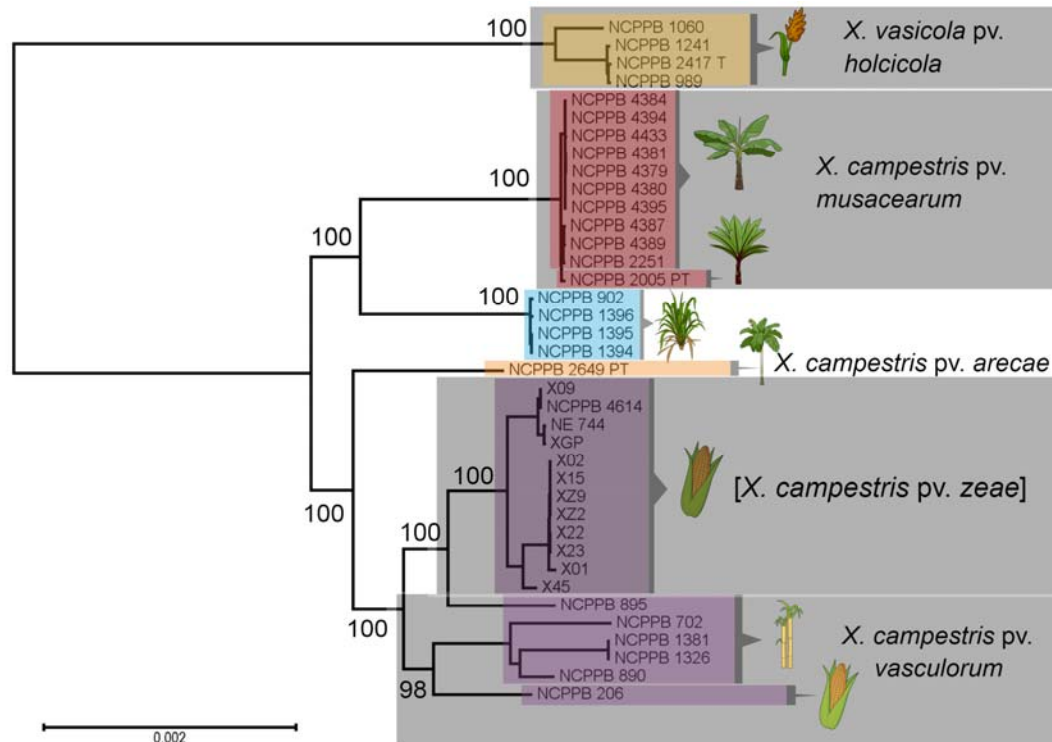 100
NCPPB 1060
NCPPB 1241
NCPPB 2417 T
NCPPB 989
X. vasicola pv.
holcicola
100
NCPPB 4384
NCPPB 4394
NCPPB 4433
NCPPB 4381
NCPPB 4379
NCPPB 4380
NCPPB 4395
NCPPB 4387
NCPPB 4389
NCPPB 2251
NCPPB 2005 PT
X. campestris pv.
musacearum
100
100
NCPPB 902
NCPPB 1396
NCPPB 1395
NCPPB 1394
NCPPB 2649 PT
X. campestris pv. arecae
X09
NCPPB 4614
NE 744
XGP
X02
X15
XZ9
XZ2
X22
X23
X01
X45
[X. campestris pv. zeae]
100
100
100
100
NCPPB 895
NCPPB 702
NCPPB 1381
NCPPB 1326
NCPPB 890
NCPPB 206
X. campestris pv.
vasculorum
98
0.002